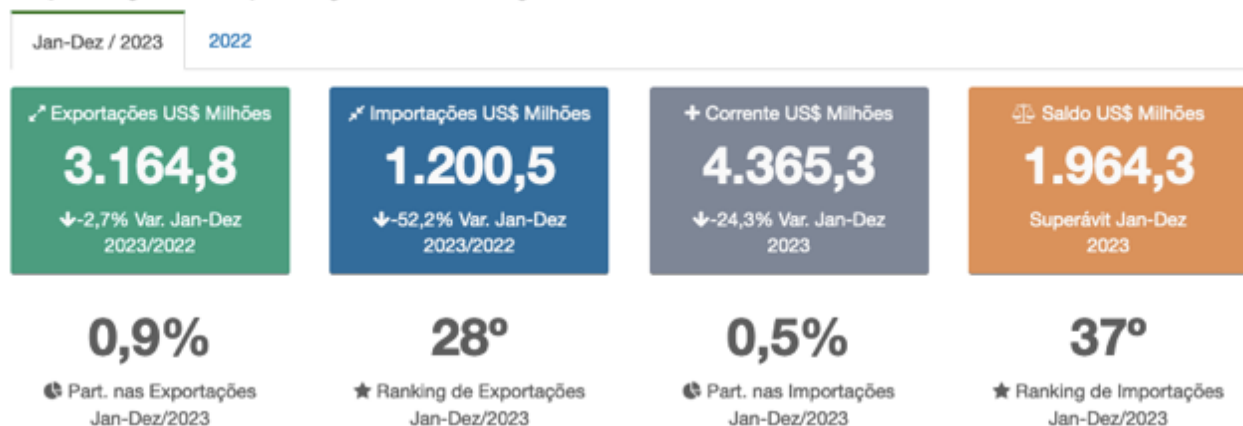 Jan-Dez / 2023
2022
Exportações US$ Milhões
3.164,8
-2,7% Var. Jan-Dez
2023/2022
Importações US$ Milhões
1.200,5
-52,2% Var. Jan-Dez
2023/2022
Corrente US$ Milhões
4.365,3
-24,3% Var. Jan-Dez
2023
Saldo US$ Milhões
1.964,3
Superávit Jan-Dez
2023
0,9%
Part. nas Exportações
Jan-Dez/2023
28º
Ranking de Exportações
Jan-Dez/2023
0,5%
Part. nas Importações
Jan-Dez/2023
37º
Ranking de Importações
Jan-Dez/2023